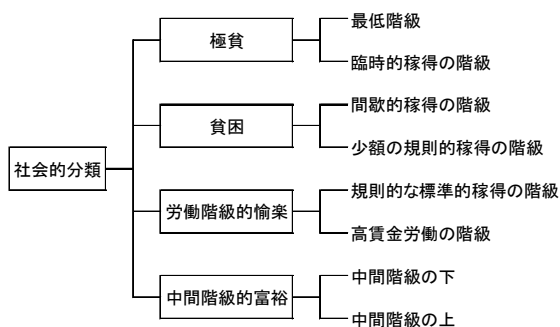 社会的分類
極貧
最低階級
臨時的稼得の階級
貧困
間歇的稼得の階級
少額の規則的稼得の階級
労働階級的愉楽
規則的な標準的稼得の階級
高賃金労働の階級
中間階級的富裕
中間階級の下
中間階級の上